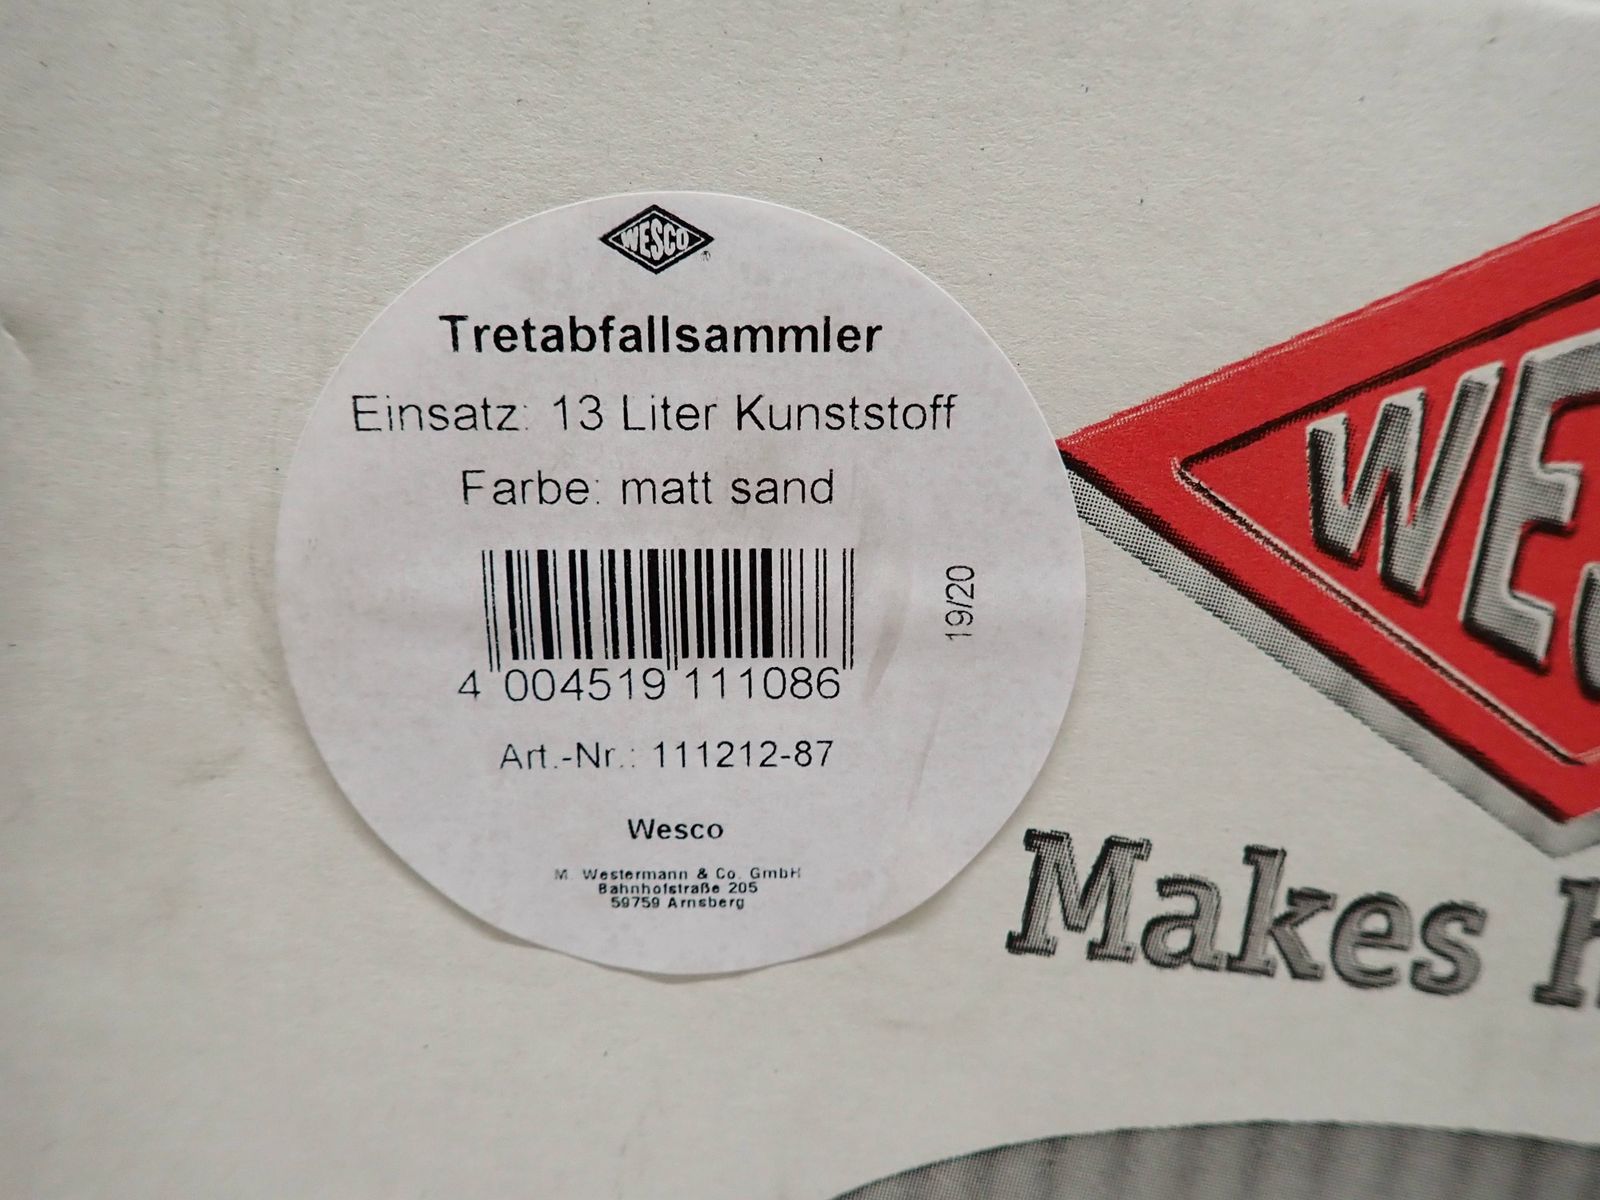 WESCO
Tretabfallsammler
Einsatz: 13 Liter Kunststoff
Farbe: matt sand
19/20
4 004519 111086
Art.-Nr.: 111212-87
Wesco
M. Westermann & Co. GmbH
Bahnhofstraße 205
59759 Arnsberg
WES
Makes